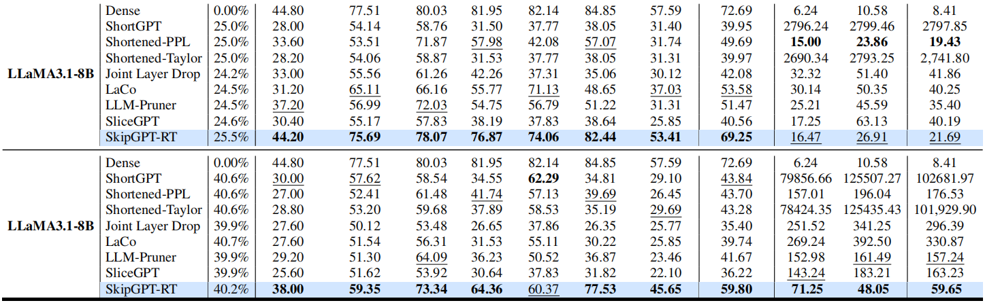 Dense 0.00% 44.80 77.51 80.03 81.95 82.14 84.85 57.59 72.69 6.24 10.58 8.41
ShortGPT 25.0% 28.00 54.14 58.76 31.50 37.77 38.05 31.40 39.95 2796.24 2799.46 2797.85
Shortened-PPL 25.0% 33.60 53.51 71.87 57.98 42.08 57.07 31.74 49.69 15.00 23.86 19.43
Shortened-Taylor 25.0% 28.20 54.06 58.87 31.53 37.77 38.05 31.31 39.97 2690.34 2793.25 2,741.80
LLaMA3.1-8B Joint Layer Drop 24.2% 33.00 55.56 61.26 42.26 37.31 35.06 30.12 42.08 32.32 51.40 41.86
LaCo 24.5% 31.20 65.11 66.16 55.77 71.13 48.65 37.03 53.58 30.14 50.35 40.25
LLM-Pruner 24.5% 37.20 56.99 72.03 54.75 56.79 51.22 31.31 51.47 25.21 45.59 35.40
SliceGPT 24.6% 30.40 55.17 57.83 38.19 37.83 38.64 25.85 40.56 17.25 63.13 40.19
SkipGPT-RT 25.5% 44.20 75.69 78.07 76.87 74.06 82.44 53.41 69.25 16.47 26.91 21.69
Dense 0.00% 44.80 77.51 80.03 81.95 82.14 84.85 57.59 72.69 6.24 10.58 8.41
ShortGPT 40.6% 30.00 57.62 58.54 34.55 62.29 34.81 29.10 43.84 79856.66 125507.27 102681.97
Shortened-PPL 40.6% 27.00 52.41 61.48 41.74 57.13 39.69 26.45 43.70 157.01 196.04 176.53
Shortened-Taylor 40.6% 28.80 53.20 59.68 37.89 58.53 35.19 29.69 43.28 78424.35 125435.43 101,929.90
LLaMA3.1-8B Joint Layer Drop 39.9% 27.60 50.12 53.48 26.65 37.86 26.35 25.77 35.40 251.52 341.25 296.39
LaCo 40.7% 27.60 51.54 56.31 31.53 55.11 30.22 25.85 39.74 269.24 392.50 330.87
LLM-Pruner 39.9% 29.20 51.30 64.09 36.23 50.52 36.87 23.46 41.67 152.98 161.49 157.24
SliceGPT 39.9% 25.60 51.62 53.92 30.64 37.83 31.82 22.10 36.22 143.24 183.21 163.23
SkipGPT-RT 40.2% 38.00 59.35 73.34 64.36 60.37 77.53 45.65 59.80 71.25 48.05 59.65